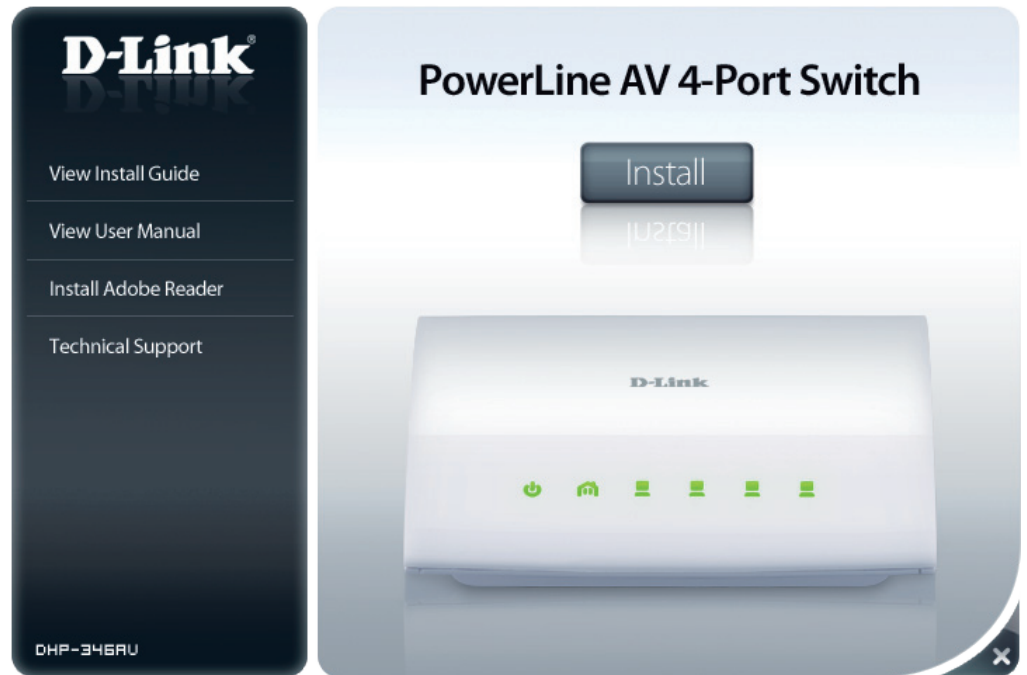 D-Link®
View Install Guide
View User Manual
Install Adobe Reader
Technical Support
DHP-346AV
PowerLine AV 4-Port Switch
Install
D-Link